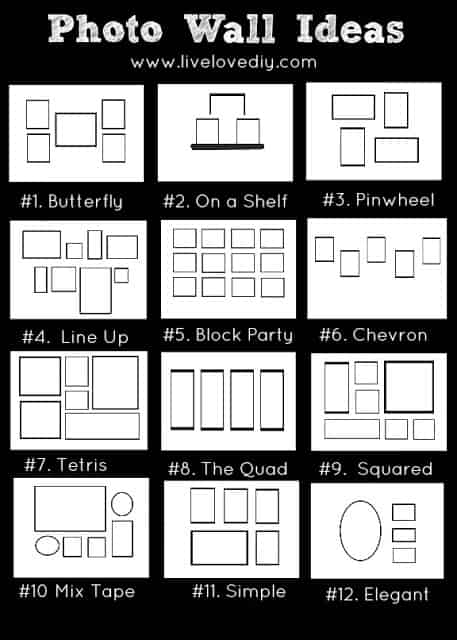 Photo Wall Ideas
www.livelovediy.com
#1. Butterfly
#2. On a Shelf
#3. Pinwheel
#4. Line Up
#5. Block Party
#6. Chevron
#7. Tetris
#8. The Quad
#9. Squared
#10 Mix Tape
#11. Simple
#12. Elegant